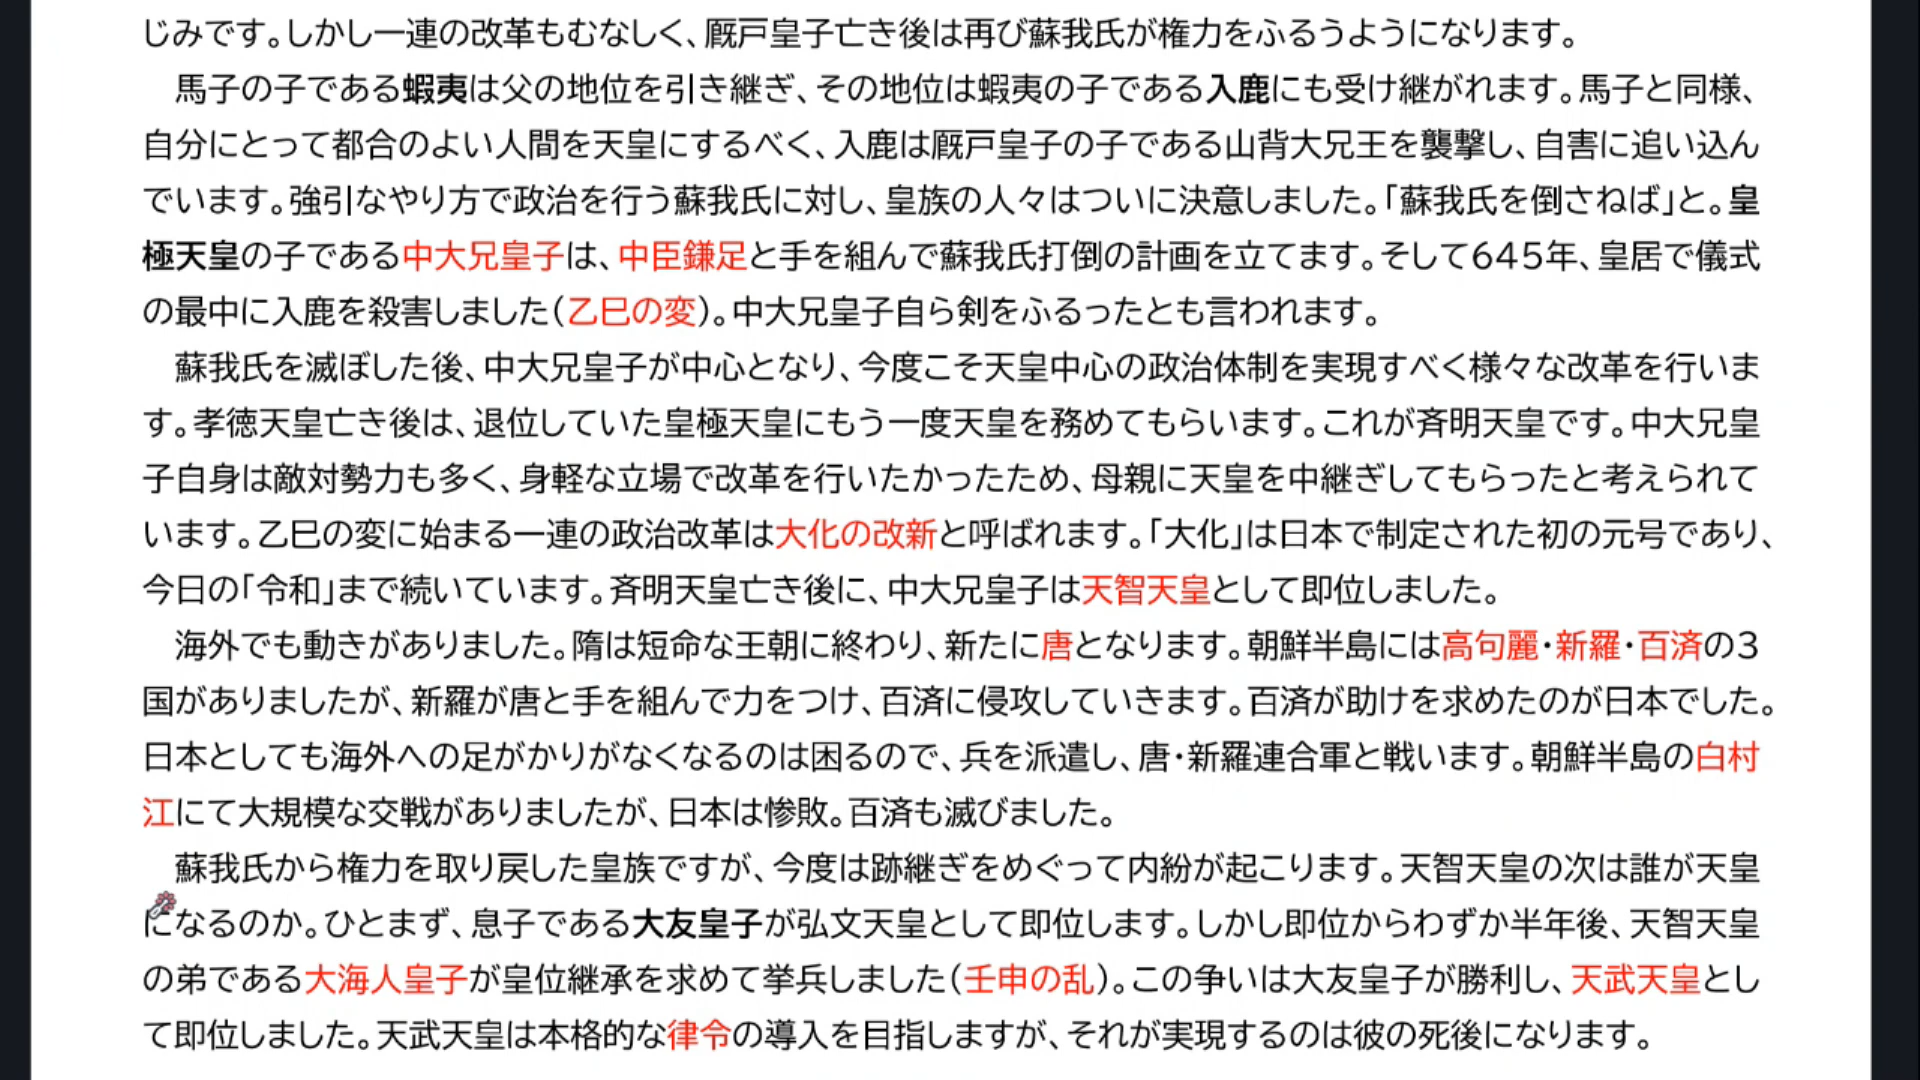 じみです。しかし一連の改革もむなしく、厩戸皇子亡き後は再び蘇我氏が権力をふるうようになります。
　馬子の子である蝦夷は父の地位を引き継ぎ、その地位は蝦夷の子である入鹿にも受け継がれます。馬子と同様、
自分にとって都合のよい人間を天皇にするべく、入鹿は厩戸皇子の子である山背大兄王を襲撃し、自害に追い込ん
でいます。強引なやり方で政治を行う蘇我氏に対し、皇族の人々はついに決意しました。「蘇我氏を倒さねば」と。皇
極天皇の子である中大兄皇子は、中臣鎌足と手を組んで蘇我氏打倒の計画を立てます。そして６４５年、皇居で儀式
の最中に入鹿を殺害しました（乙巳の変）。中大兄皇子自ら剣をふるったとも言われます。
　蘇我氏を滅ぼした後、中大兄皇子が中心となり、今度こそ天皇中心の政治体制を実現すべく様々な改革を行いま
す。孝徳天皇亡き後は、退位していた皇極天皇にもう一度天皇を務めてもらいます。これが斉明天皇です。中大兄皇
子自身は敵対勢力も多く、身軽な立場で改革を行いたかったため、母親に天皇を中継ぎしてもらったと考えられて
います。乙巳の変に始まる一連の政治改革は大化の改新と呼ばれます。「大化」は日本で制定された初の元号であり、
今日の「令和」まで続いています。斉明天皇亡き後に、中大兄皇子は天智天皇として即位しました。
　海外でも動きがありました。隋は短命な王朝に終わり、新たに唐となります。朝鮮半島には高句麗・新羅・百済の３
国がありましたが、新羅が唐と手を組んで力をつけ、百済に侵攻していきます。百済が助けを求めたのが日本でした。
日本としても海外への足がかりがなくなるのは困るので、兵を派遣し、唐・新羅連合軍と戦います。朝鮮半島の白村
江にて大規模な交戦がありましたが、日本は惨敗。百済も滅びました。
　蘇我氏から権力を取り戻した皇族ですが、今度は跡継ぎをめぐって内紛が起こります。天智天皇の次は誰が天皇
になるのか。ひとまず、息子である大友皇子が弘文天皇として即位します。しかし即位からわずか半年後、天智天皇
の弟である大海人皇子が皇位継承を求めて挙兵しました（壬申の乱）。この争いは大友皇子が勝利し、天武天皇とし
て即位しました。天武天皇は本格的な律令の導入を目指しますが、それが実現するのは彼の死後になります。